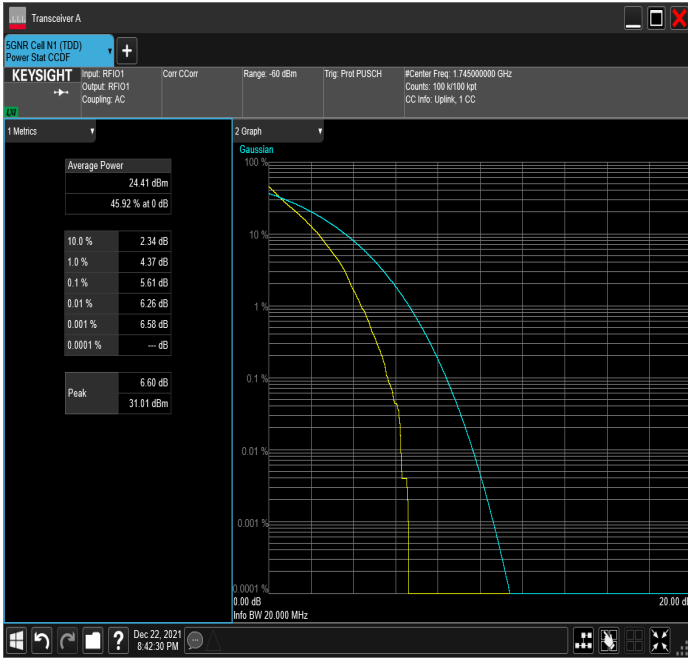 Transceiver A
5GNR Cell N1 (TDD)
Power Stat CCDF
+
KEYSIGHT
Input: RFIO1
Output: RFIO1
Coupling: AC
Corr CCorr
Range: -60 dBm
Trig: Prot PUSCH
#Center Freq: 1.745000000 GHz
Counts: 100 k/100 kpt
CC Info: Uplink, 1 CC
LXI
1 Metrics
Average Power
24.41 dBm
45.92 % at 0 dB
10.0 % 2.34 dB
1.0 % 4.37 dB
0.1 % 5.61 dB
0.01 % 6.26 dB
0.001 % 6.58 dB
0.0001 % --- dB
Peak
6.60 dB
31.01 dBm
2 Graph
Gaussian
100 %
10 %
1 %
0.1 %
0.01 %
0.001 %
0.0001 %
0.00 dB
20.00 dB
Info BW 20.000 MHz
?
Dec 22, 2021
8:42:30 PM